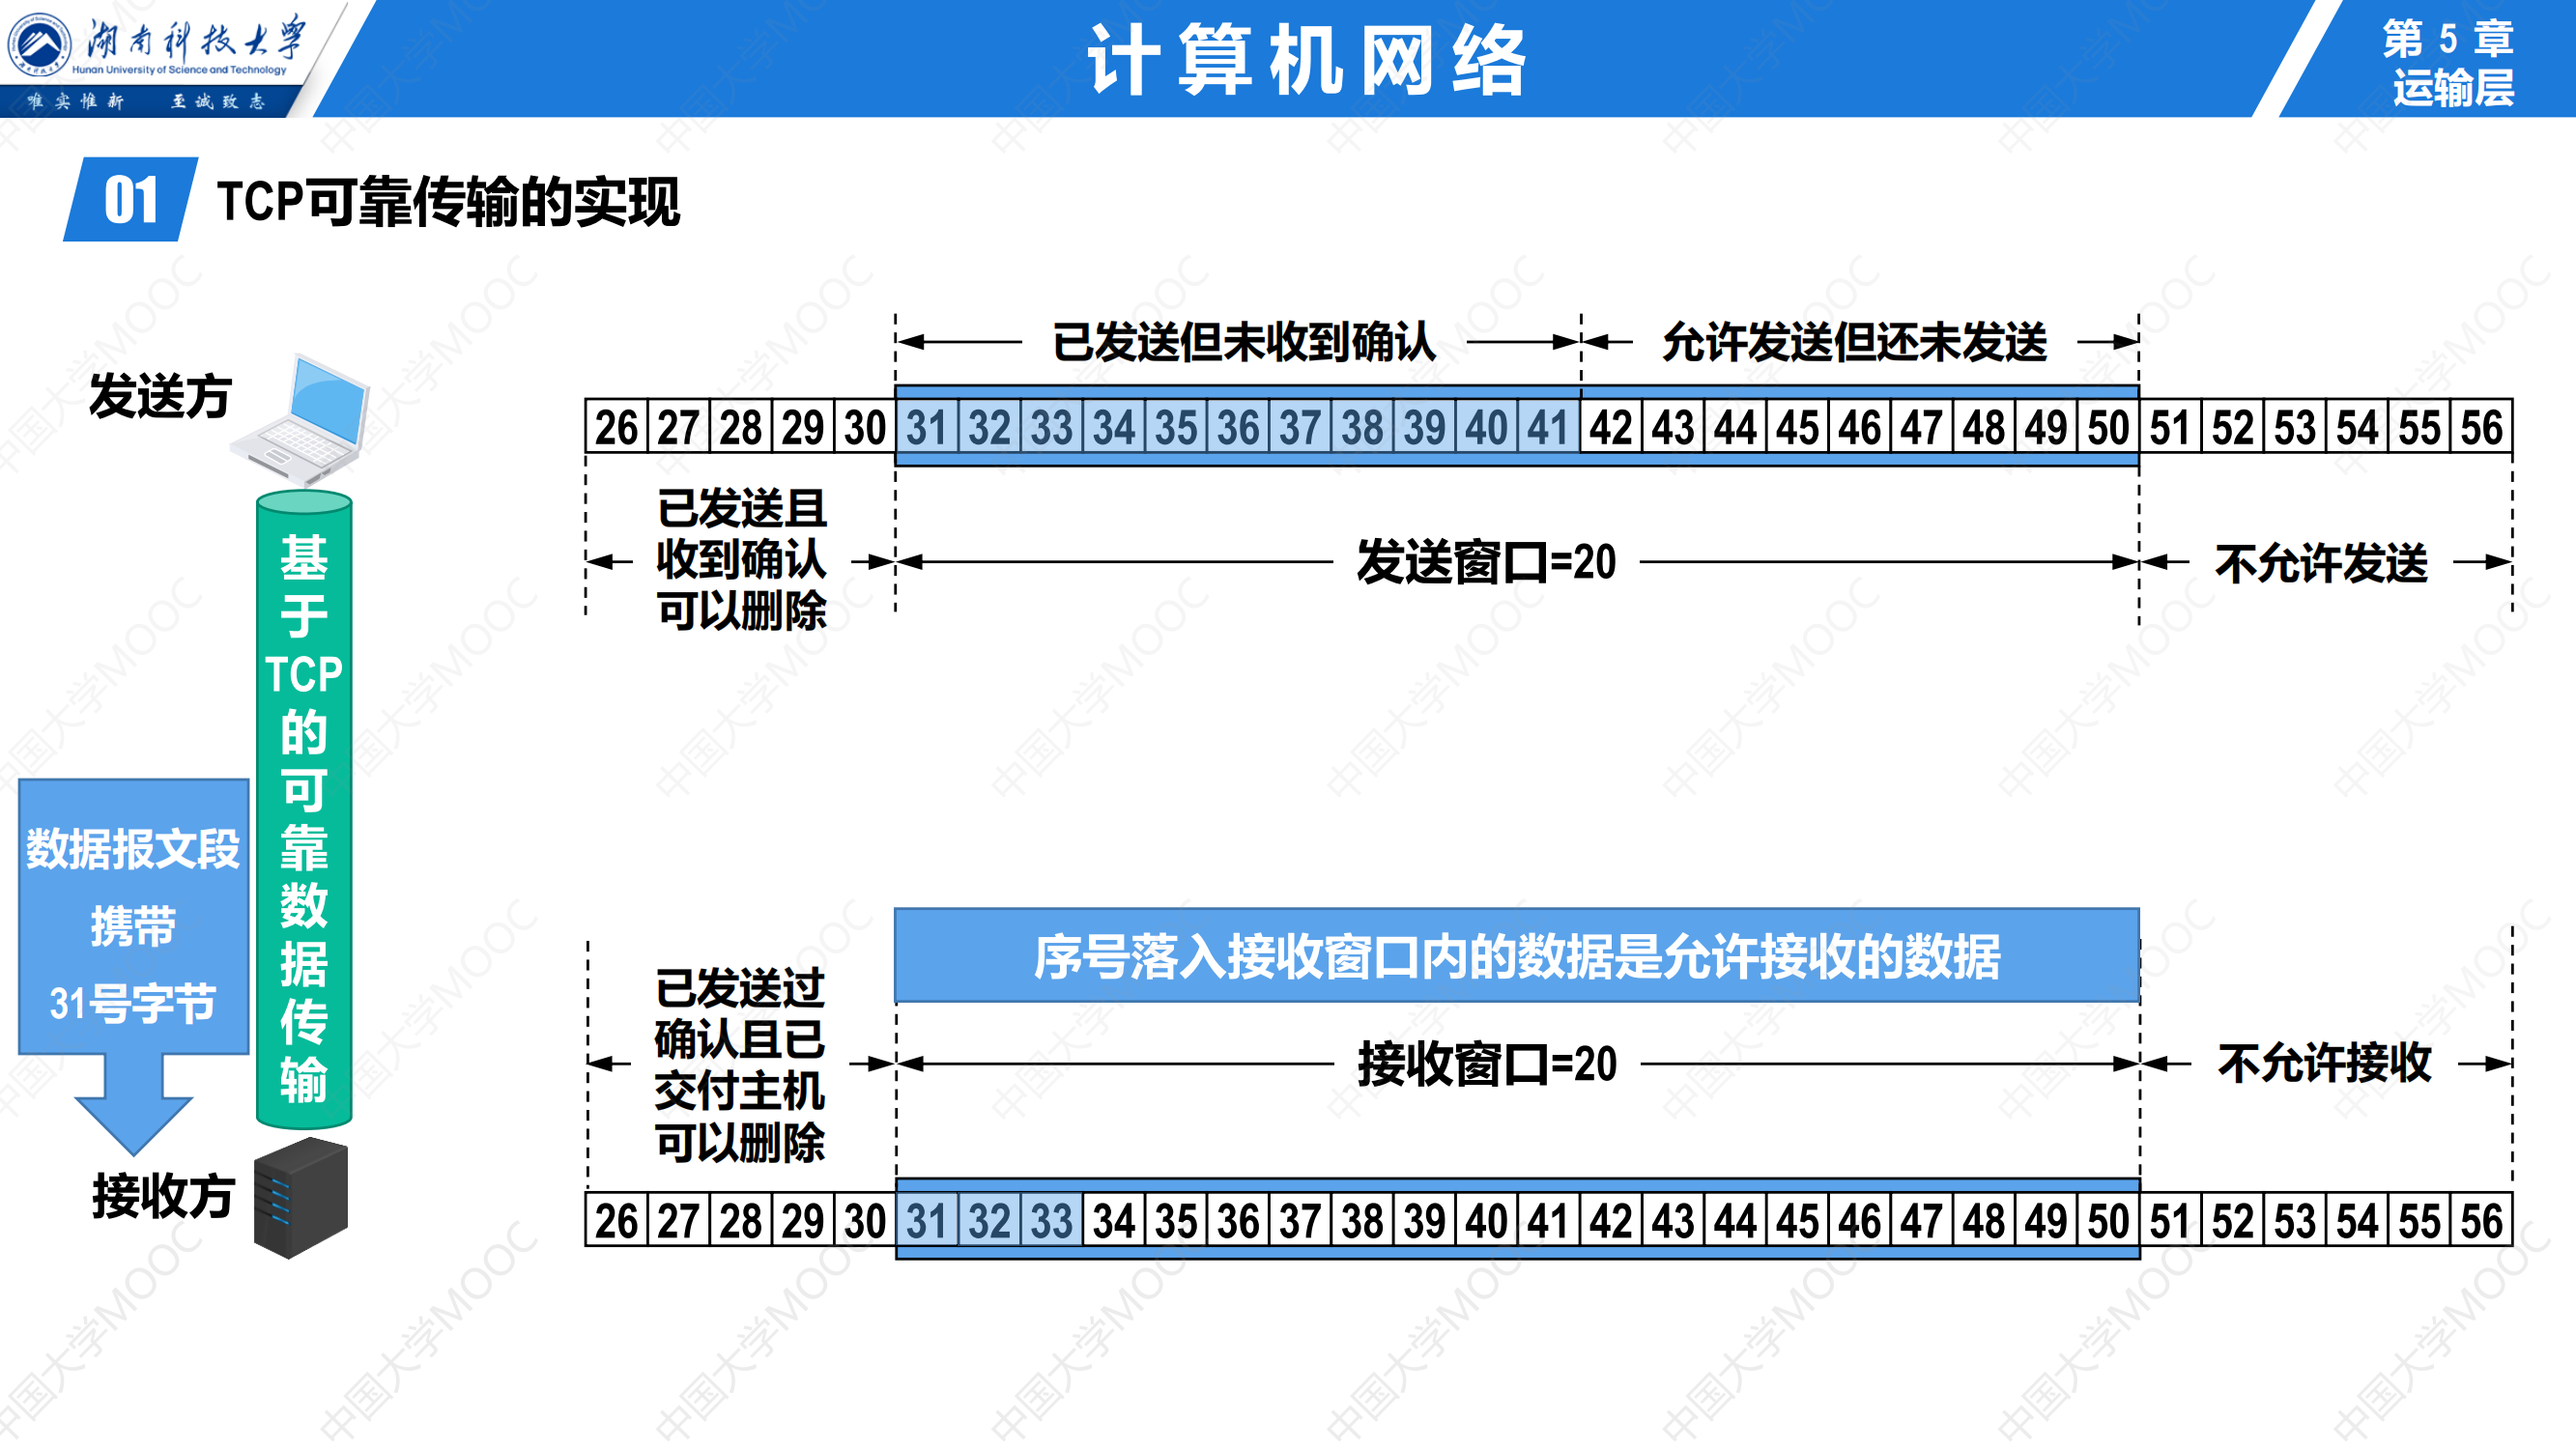 湖南科技大学
Hunan University of Science and Technology
唯实惟新 至诚致志
计算机网络
第 5 章
运输层
01 TCP可靠传输的实现
已发送但未收到确认 允许发送但还未发送
发送方
26 27 28 29 30 31 32 33 34 35 36 37 38 39 40 41 42 43 44 45 46 47 48 49 50 51 52 53 54 55 56
已发送且
收到确认
可以删除
发送窗口=20
不允许发送
基
于
TCP
的
可
靠
数
据
传
输
数据报文段
携带
31号字节
序号落入接收窗口内的数据是允许接收的数据
已发送过
确认且已
交付主机
可以删除
接收窗口=20
不允许接收
接收方
26 27 28 29 30 31 32 33 34 35 36 37 38 39 40 41 42 43 44 45 46 47 48 49 50 51 52 53 54 55 56
中国大学MOOC